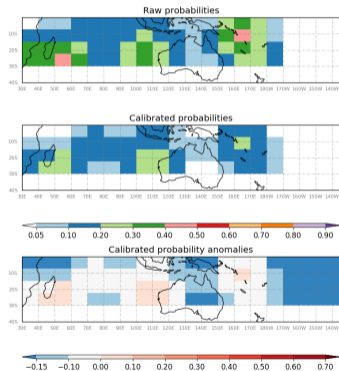 Raw probabilities
10S
20S
30S
40S
30E 40E 50E 60E 70E 80E 90E 100E 110E 120E 130E 140E 150E 160E 170E 180W 170W 160W 150W 140W
Calibrated probabilities
10S
20S
30S
40S
30E 40E 50E 60E 70E 80E 90E 100E 110E 120E 130E 140E 150E 160E 170E 180W 170W 160W 150W 140W
0.05 0.10 0.20 0.30 0.40 0.50 0.60 0.70 0.80 0.90
Calibrated probability anomalies
10S
20S
30S
40S
30E 40E 50E 60E 70E 80E 90E 100E 110E 120E 130E 140E 150E 160E 170E 180W 170W 160W 150W 140W
−0.15 −0.10 0.00 0.10 0.30 0.40 0.50 0.60 0.70